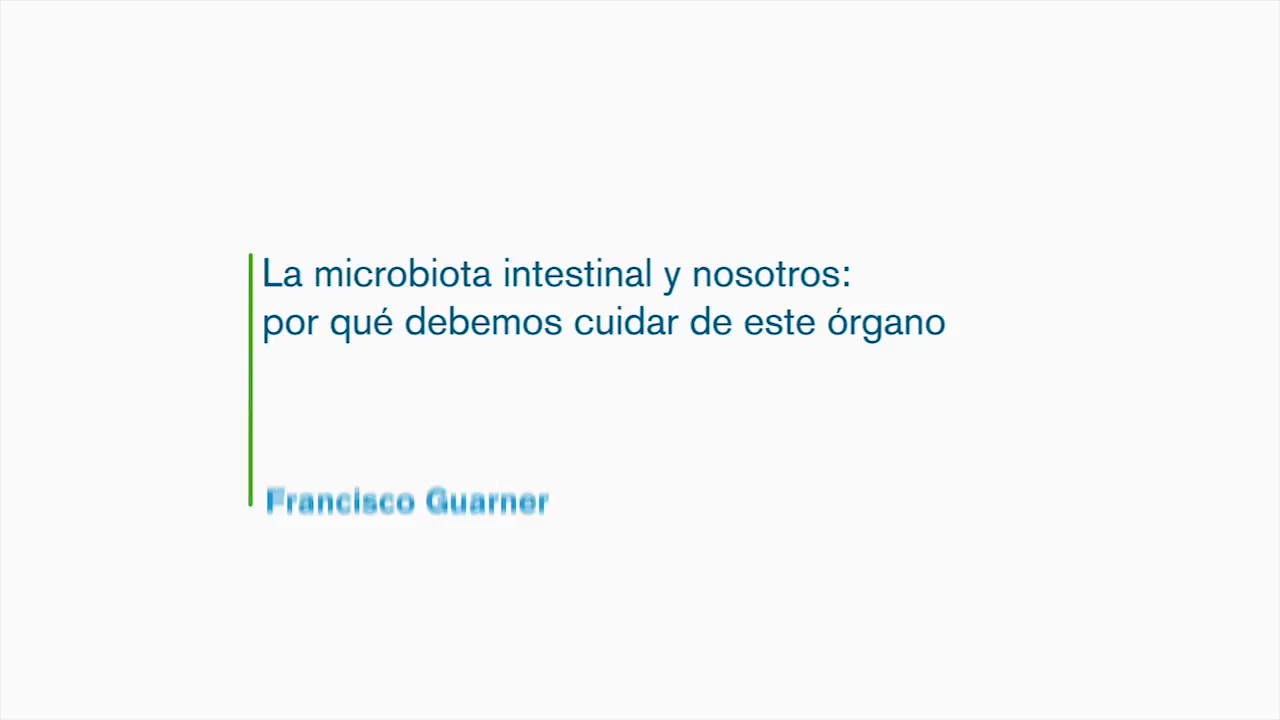 La microbiota intestinal y nosotros:
por qué debemos cuidar de este órgano
Francisco Guarner